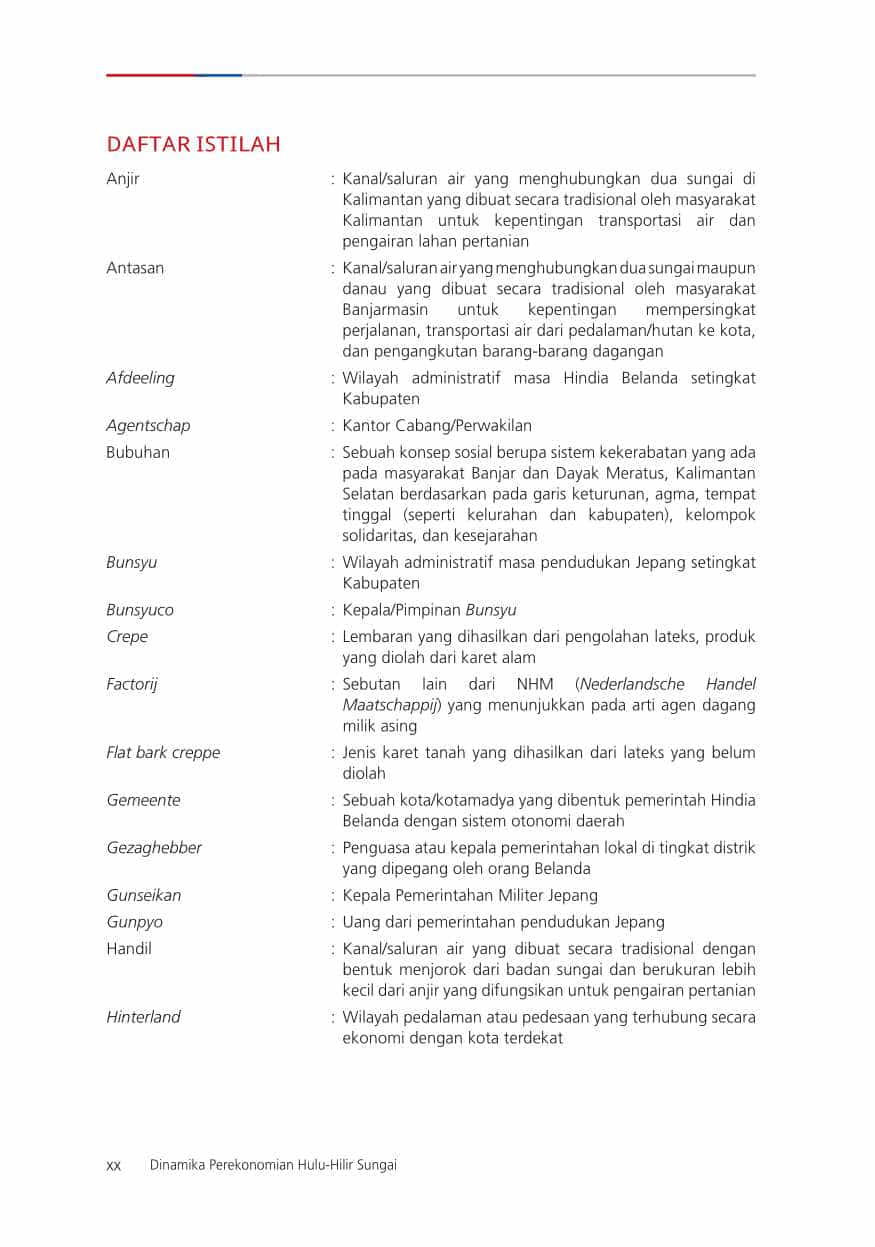 DAFTAR ISTILAH
Anjir : Kanal/saluran air yang menghubungkan dua sungai di
Kalimantan yang dibuat secara tradisional oleh masyarakat
Kalimantan untuk kepentingan transportasi air dan
pengairan lahan pertanian
Antasan : Kanal/saluran air yang menghubungkan dua sungai maupun
danau yang dibuat secara tradisional oleh masyarakat
Banjarmasin untuk kepentingan mempersingkat
perjalanan, transportasi air dari pedalaman/hutan ke kota,
dan pengangkutan barang-barang dagangan
Afdeeling : Wilayah administratif masa Hindia Belanda setingkat
Kabupaten
Agentschap : Kantor Cabang/Perwakilan
Bubuhan : Sebuah konsep sosial berupa sistem kekerabatan yang ada
pada masyarakat Banjar dan Dayak Meratus, Kalimantan
Selatan berdasarkan pada garis keturunan, agma, tempat
tinggal (seperti kelurahan dan kabupaten), kelompok
solidaritas, dan kesejarahan
Bunsyu : Wilayah administratif masa pendudukan Jepang setingkat
Kabupaten
Bunsyuco : Kepala/Pimpinan Bunsyu
Crepe : Lembaran yang dihasilkan dari pengolahan lateks, produk
yang diolah dari karet alam
Factorij : Sebutan lain dari NHM (Nederlandsche Handel
Maatschappij) yang menunjukkan pada arti agen dagang
milik asing
Flat bark creppe : Jenis karet tanah yang dihasilkan dari lateks yang belum
diolah
Gemeente : Sebuah kota/kotamadya yang dibentuk pemerintah Hindia
Belanda dengan sistem otonomi daerah
Gezaghebber : Penguasa atau kepala pemerintahan lokal di tingkat distrik
yang dipegang oleh orang Belanda
Gunseikan : Kepala Pemerintahan Militer Jepang
Gunpyo : Uang dari pemerintahan pendudukan Jepang
Handil : Kanal/saluran air yang dibuat secara tradisional dengan
bentuk menjorok dari badan sungai dan berukuran lebih
kecil dari anjir yang difungsikan untuk pengairan pertanian
Hinterland : Wilayah pedalaman atau pedesaan yang terhubung secara
ekonomi dengan kota terdekat
xx Dinamika Perekonomian Hulu-Hilir Sungai